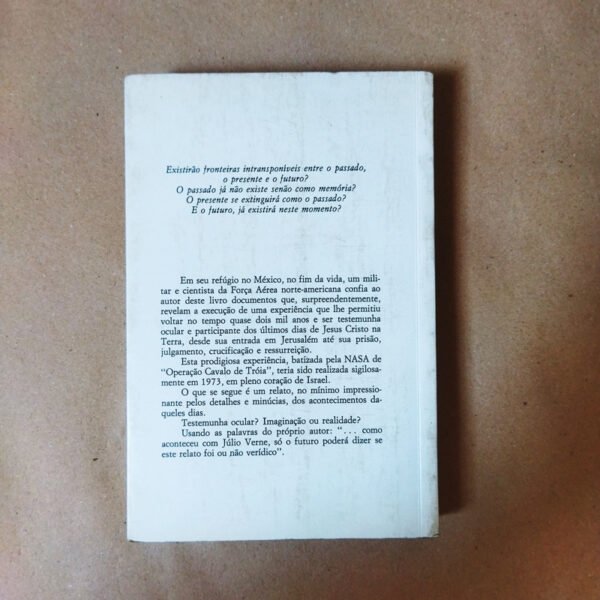 Existirão fronteiras intransponíveis entre o passado,
o presente e o futuro?
O passado já não existe senão como memória?
O presente se extinguirá como o passado?
E o futuro, já existirá neste momento?
Em seu refúgio no México, no fim da vida, um mili-
tar e cientista da Força Aérea norte-americana confia ao
autor deste livro documentos que, surpreendentemente,
revelam a execução de uma experiência que lhe permitiu
voltar no tempo quase dois mil anos e ser testemunha
ocular e participante dos últimos dias de Jesus Cristo na
Terra, desde sua entrada em Jerusalém até sua prisão,
julgamento, crucificação e ressurreição.
Esta prodigiosa experiência, batizada pela NASA de
"Operação Cavalo de Tróia", teria sido realizada sigilosa-
mente em 1973, em pleno coração de Israel.
O que se segue é um relato, no mínimo impressio-
nante pelos detalhes e minúcias, dos acontecimentos da-
queles dias.
Testemunha ocular? Imaginação ou realidade?
Usando as palavras do próprio autor: "... como
aconteceu com Júlio Verne, só o futuro poderá dizer se
este relato foi ou não verídico".